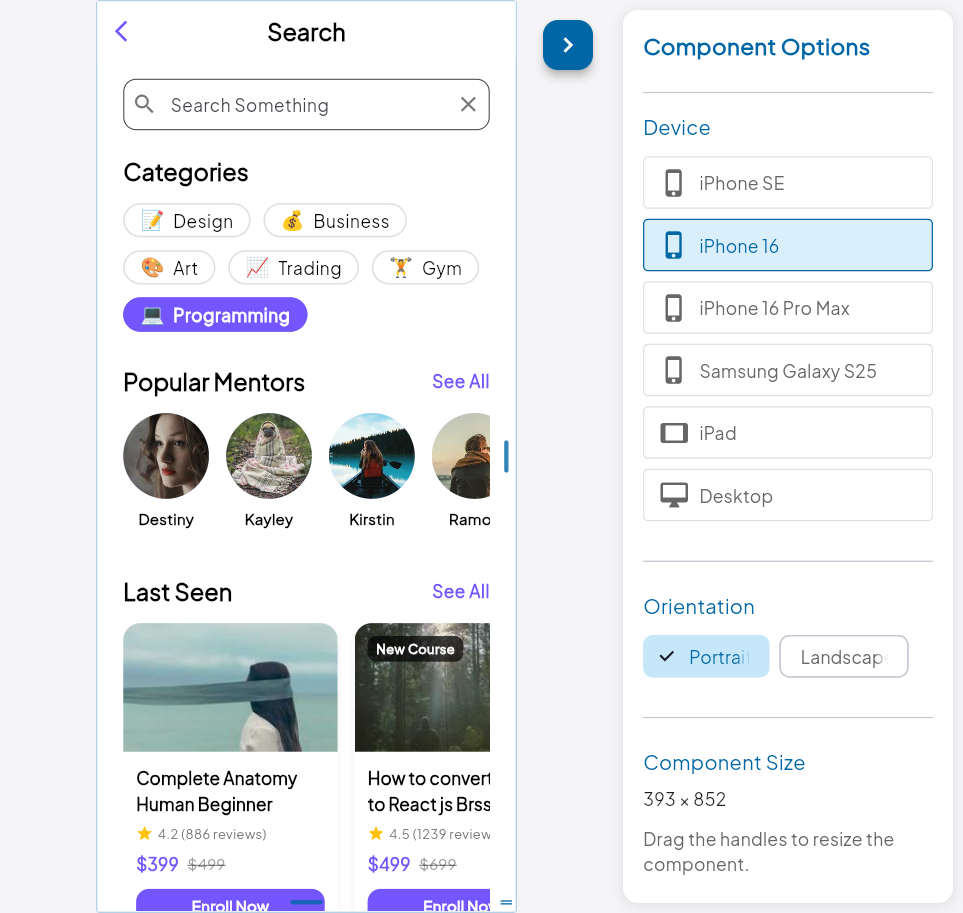 Search
Search Something
Categories
Design
Business
Art
Trading
Gym
Programming
Popular Mentors
See All
Destiny
Kayley
Kirstin
Ramo
Last Seen
See All
New Course
Complete Anatomy
Human Beginner
4.2 (886 reviews)
$399 $499
Enroll Now
How to convert
to React js Brss
4.5 (1239 review
$499 $699
Enroll Now
Component Options
Device
iPhone SE
iPhone 16
iPhone 16 Pro Max
Samsung Galaxy S25
iPad
Desktop
Orientation
Portrait
Landscape
Component Size
393 × 852
Drag the handles to resize the
component.